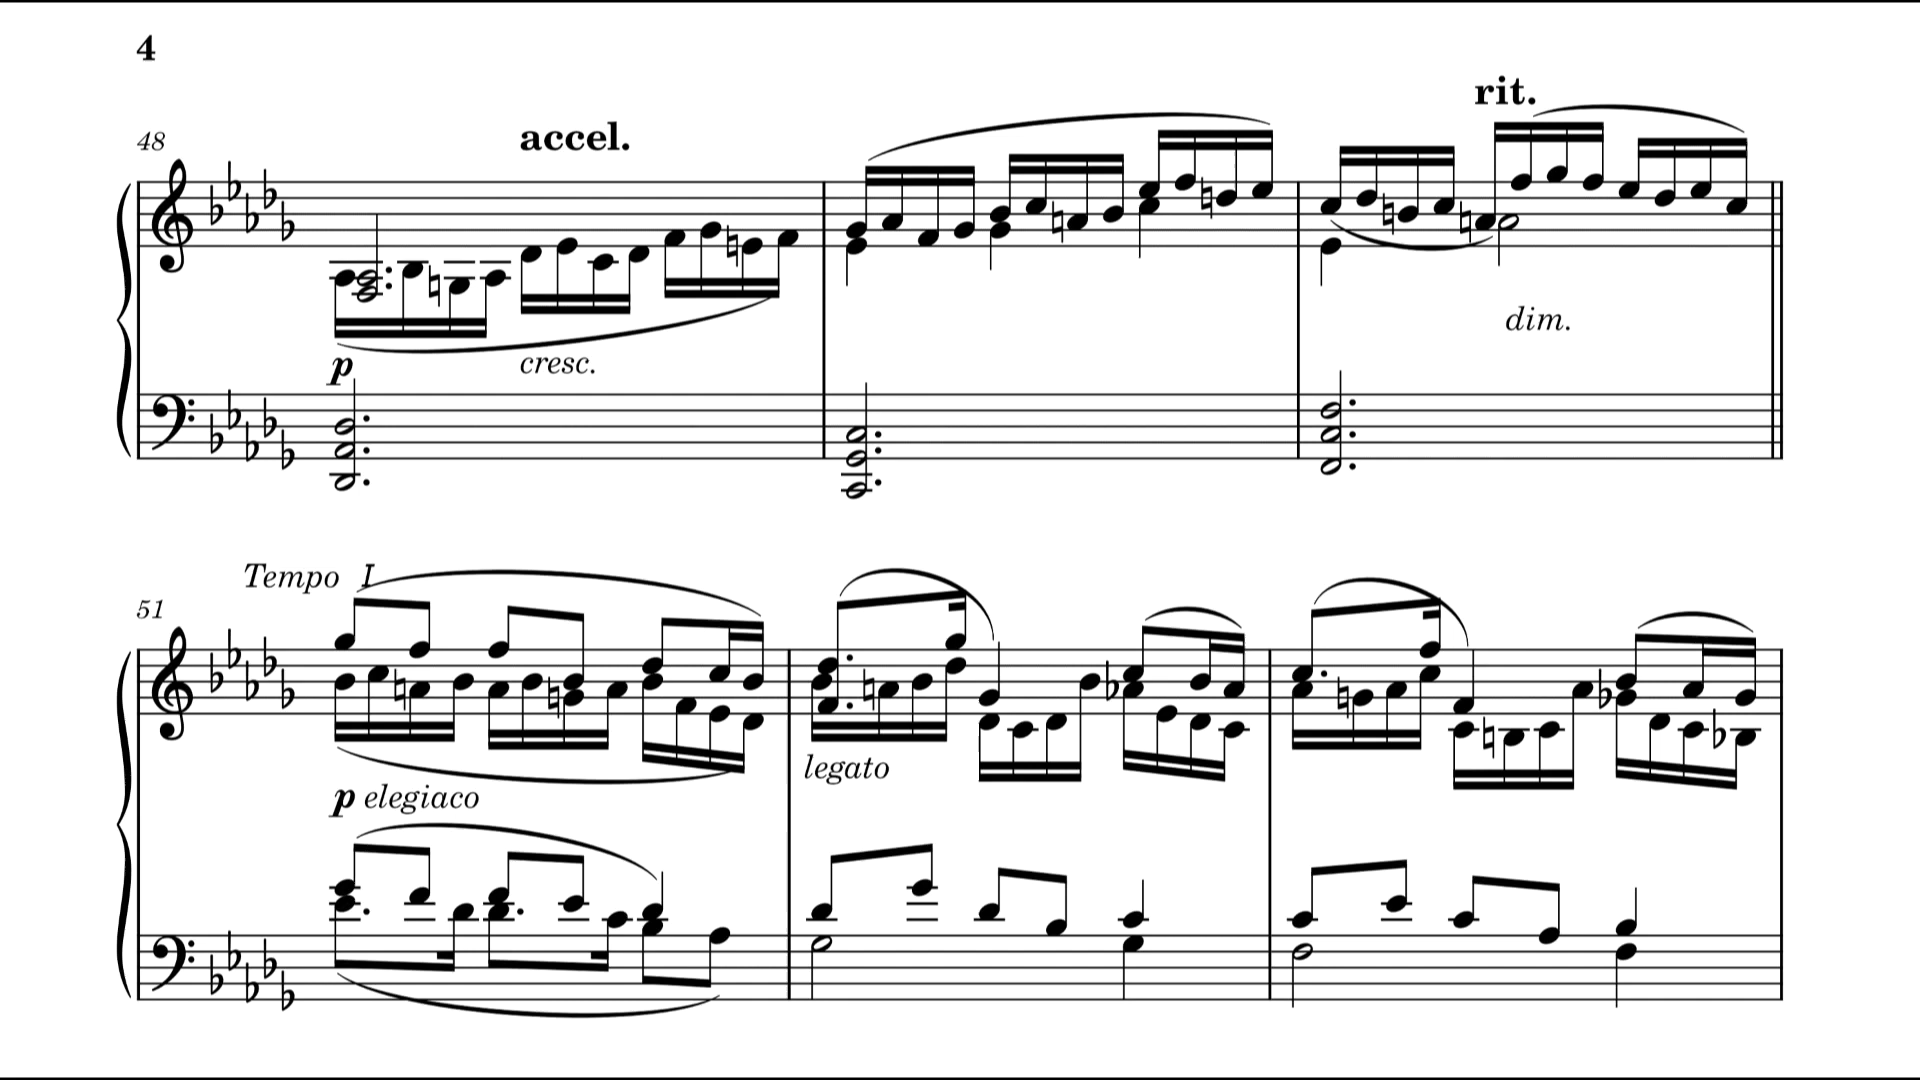 4
rit.
accel.
48
dim.
p cresc.
Tempo I
51
legato
p elegiaco